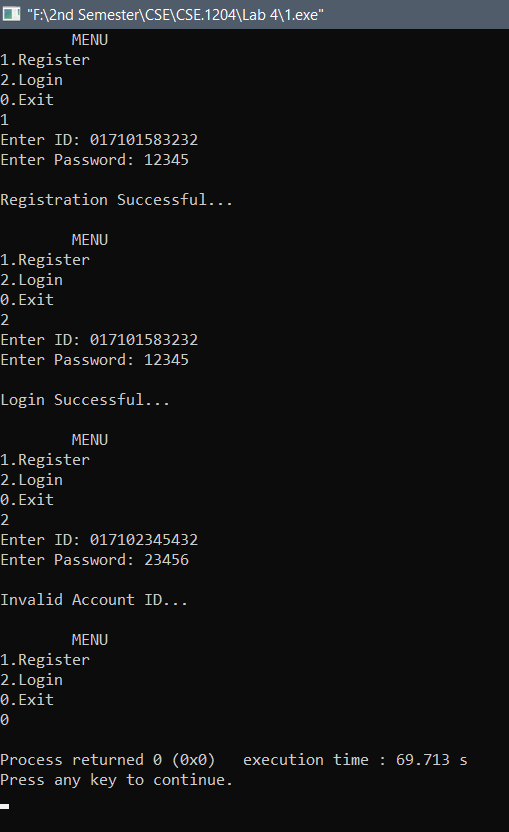 "F:\2nd Semester\CSE\CSE.1204\Lab 4\1.exe"
MENU
1.Register
2.Login
0.Exit
1
Enter ID: 017101583232
Enter Password: 12345
Registration Successful...
MENU
1.Register
2.Login
0.Exit
2
Enter ID: 017101583232
Enter Password: 12345
Login Successful...
MENU
1.Register
2.Login
0.Exit
2
Enter ID: 017102345432
Enter Password: 23456
Invalid Account ID...
MENU
1.Register
2.Login
0.Exit
0
Process returned 0 (0x0)   execution time : 69.713 s
Press any key to continue.